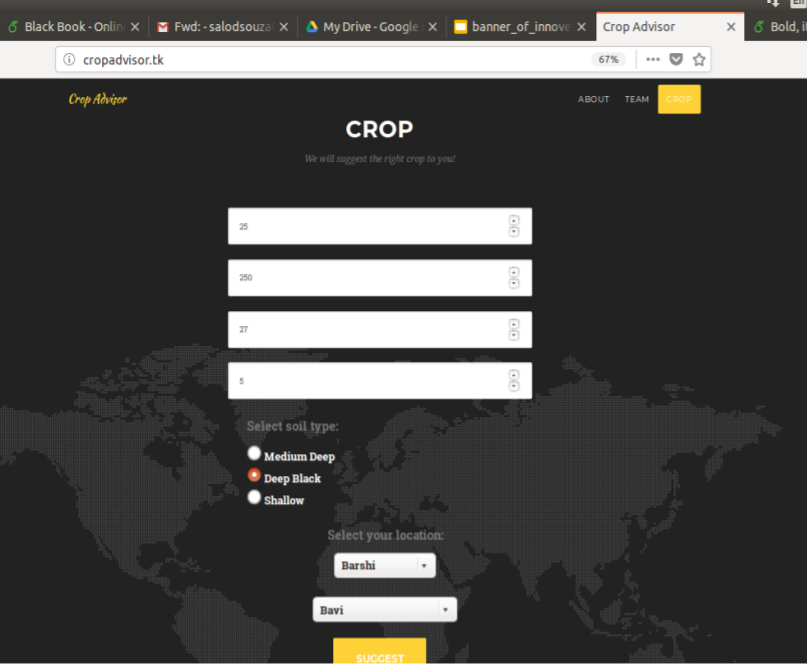 Black Book - Onlin
Fwd: - salodsouza
My Drive - Google
banner_of_innove
Crop Advisor
Bold, it
cropadvisor.tk
67%
Crop Advisor
ABOUT
TEAM
CROP
CROP
We will suggest the right crop to you!
25
250
27
5
Select soil type:
Medium Deep
Deep Black
Shallow
Select your location:
Barshi
Bavi
SUGGEST